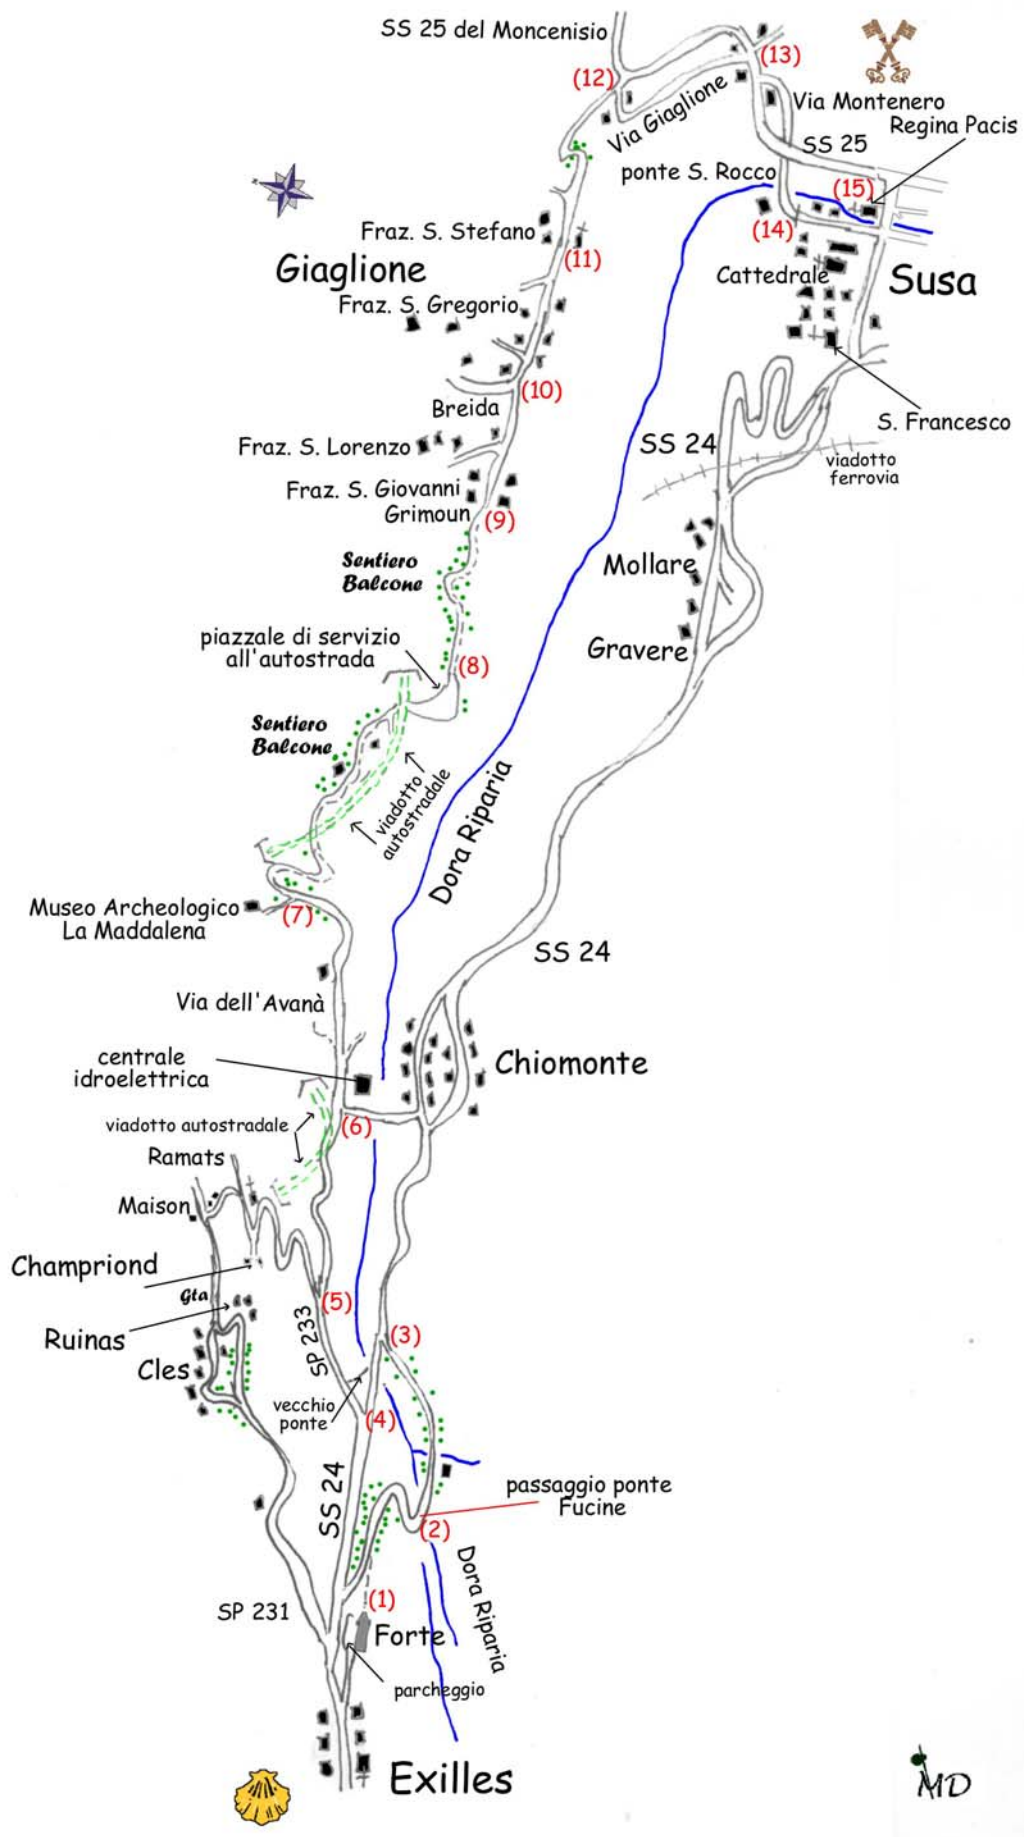 SS 25 del Moncenisio
(13)
(12)
Via Giaglione
Via Montenero
Regina Pacis
SS 25
ponte S. Rocco
(15)
Fraz. S. Stefano
(14)
(11)
Giaglione
Cattedrale
Susa
Fraz. S. Gregorio
(10)
Breida
S. Francesco
Fraz. S. Lorenzo
SS 24
viadotto
ferrovia
Fraz. S. Giovanni
Grimoun
(9)
Sentiero
Balcone
Mollare
piazzale di servizio
all'autostrada
Gravere
(8)
Sentiero
Balcone
viadotto
autostradale
Dora Riparia
Museo Archeologico
La Maddalena
(7)
SS 24
Via dell'Avanà
centrale
idroelettrica
Chiomonte
viadotto autostradale
(6)
Ramats
Maison
Champriond
Gta
(5)
Ruinas
SP 233
(3)
Cles
vecchio
ponte
(4)
SS 24
passaggio ponte
Fucine
(2)
Dora Riparia
(1)
SP 231
Forte
parcheggio
Exilles
MD